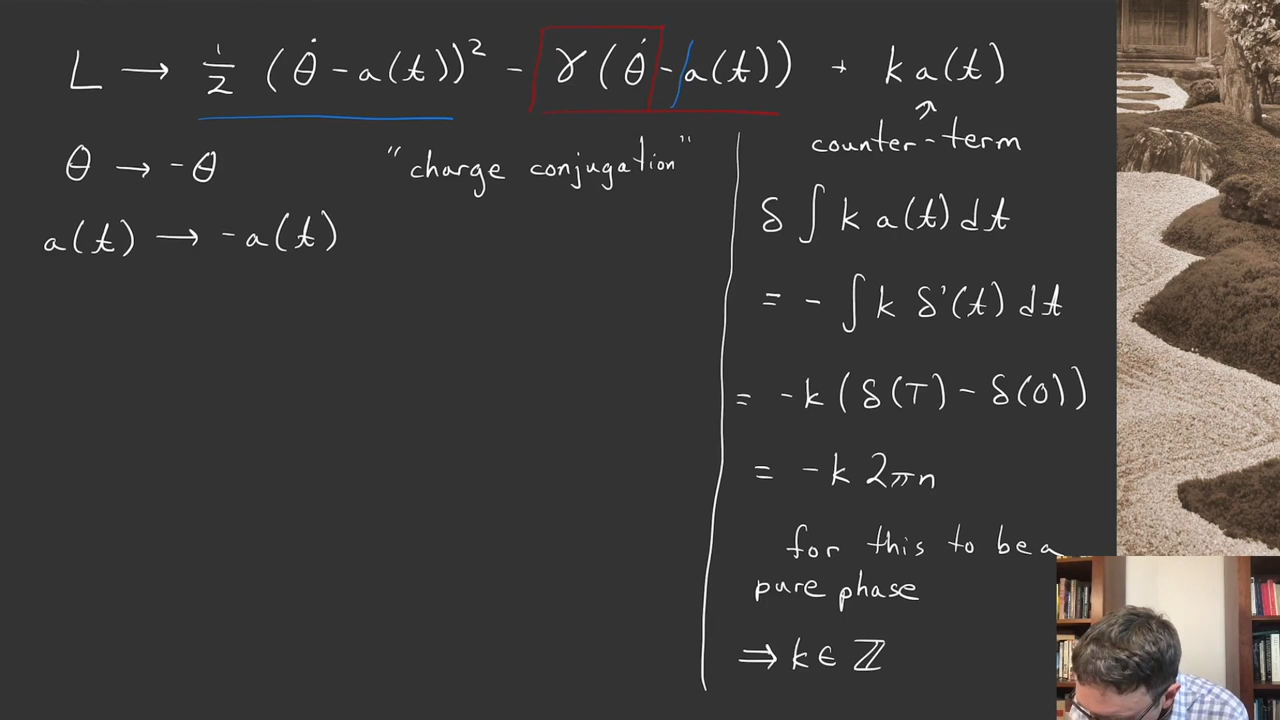 L → 1/2 (θ̇ - a(t))² - γ(θ̇ - a(t)) + k a(t)
counter-term
θ → -θ
"charge conjugation"
a(t) → -a(t)
δ ∫ k a(t) dt
= - ∫ k δ'(t) dt
= -k (δ(T) - δ(0))
= -k 2πn
for this to be a
pure phase
⇒ k ∈ ℤ